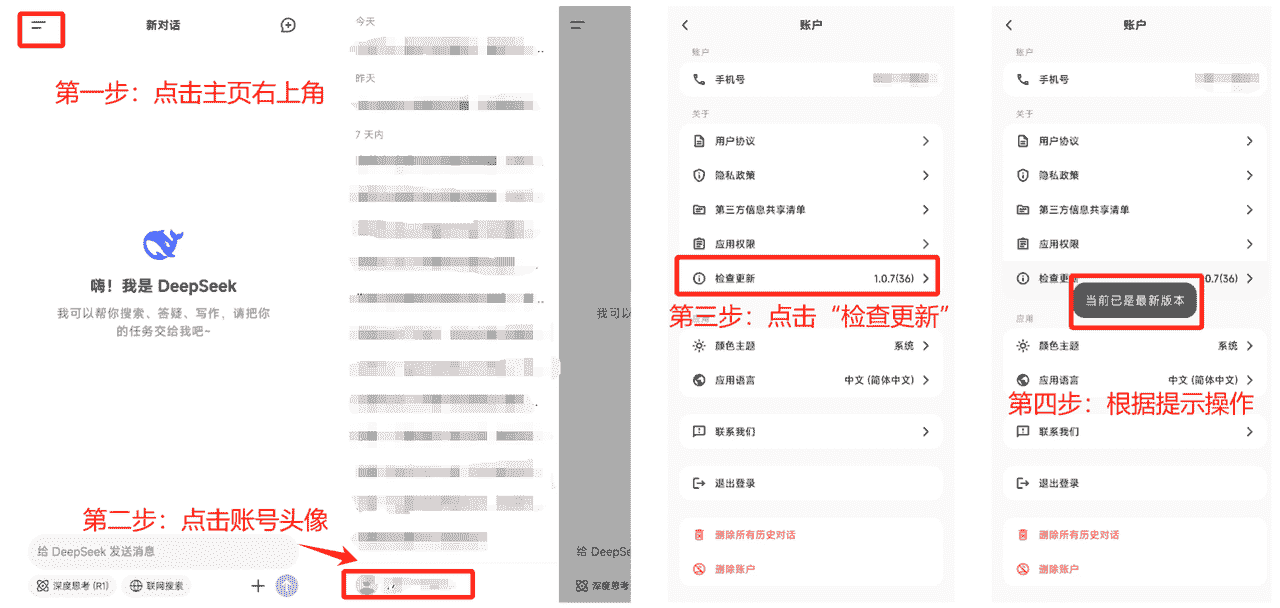 新对话
第一步：点击主页右上角
嗨！我是 DeepSeek
我可以帮你搜索、答疑、写作，请把你
的任务交给我吧~
第二步：点击账号头像
给 DeepSeek 发送消息
深度思考 (R1)
联网搜索
今天
昨天
7 天内
我可以
给 DeepSe
深度思考
账户
账户
手机号
关于
用户协议
隐私政策
第三方信息共享清单
应用权限
检查更新 1.0.7(36)
第三步：点击“检查更新”
颜色主题 系统
应用语言 中文 (简体中文)
联系我们
退出登录
删除所有历史对话
删除账户
账户
账户
手机号
关于
用户协议
隐私政策
第三方信息共享清单
应用权限
检查更 0.7(36)
当前已是最新版本
应用
颜色主题 系统
应用语言 中文 (简体中文)
第四步：根据提示操作
联系我们
退出登录
删除所有历史对话
删除账户